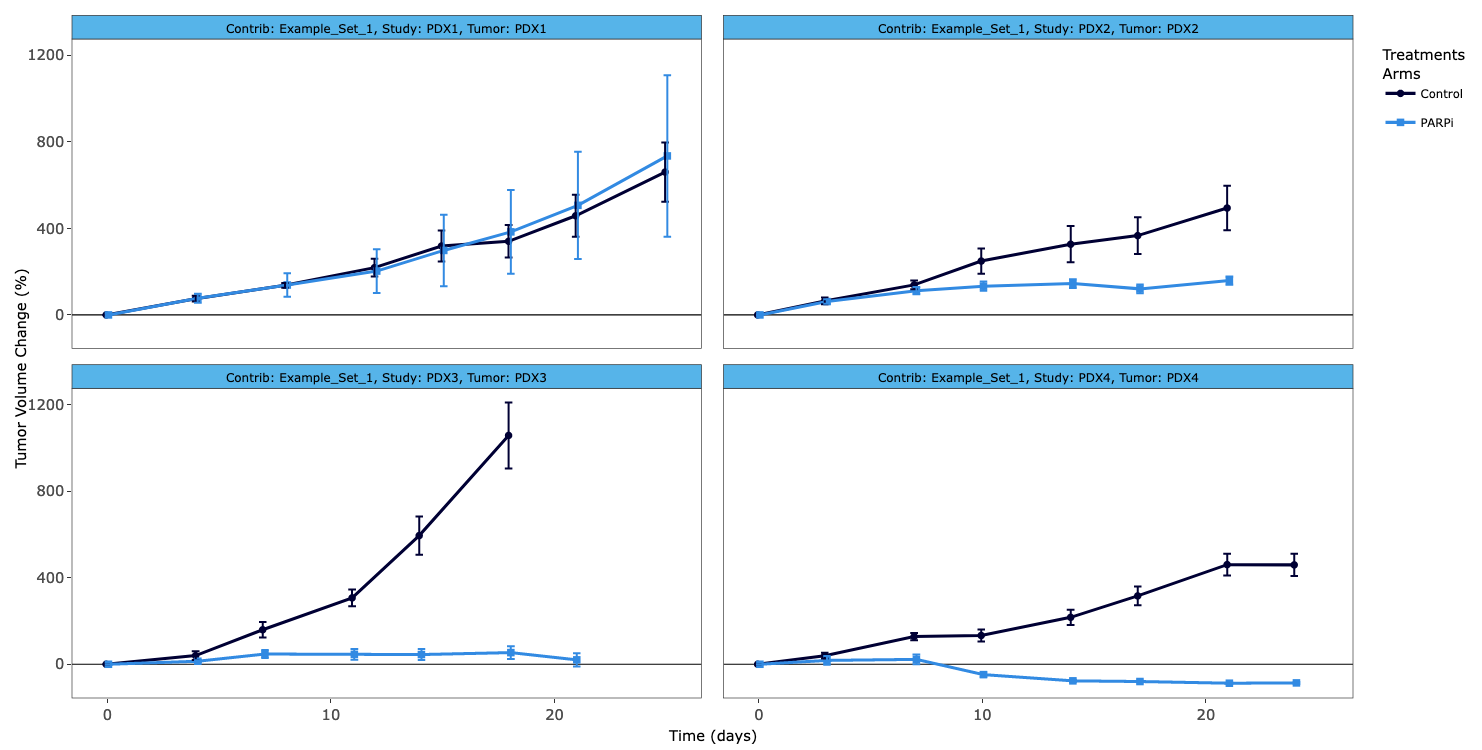 Contrib: Example_Set_1, Study: PDX1, Tumor: PDX1
Contrib: Example_Set_1, Study: PDX2, Tumor: PDX2
1200
800
400
0
Treatments
Arms
Control
PARPi
Tumor Volume Change (%)
Contrib: Example_Set_1, Study: PDX3, Tumor: PDX3
Contrib: Example_Set_1, Study: PDX4, Tumor: PDX4
1200
800
400
0
0
10
20
0
10
20
Time (days)